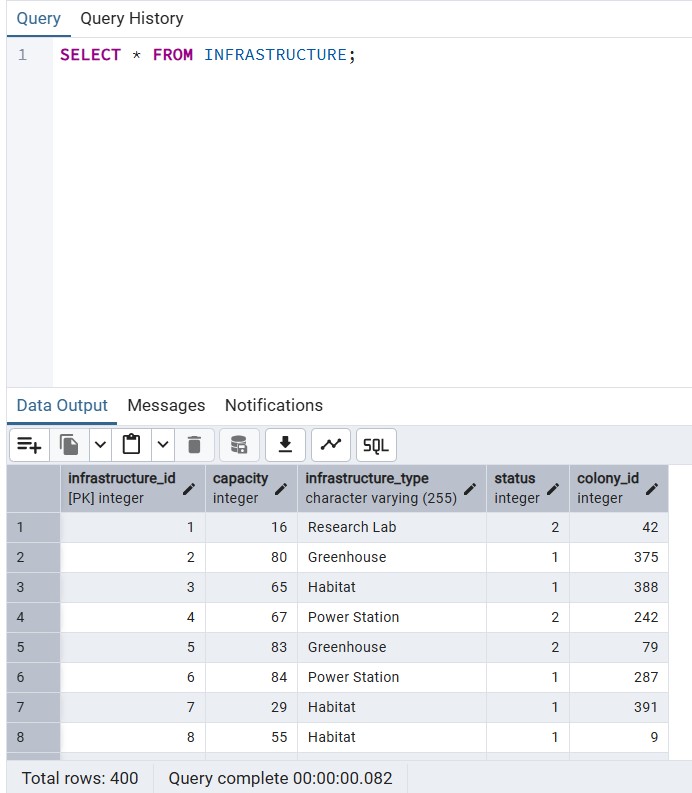 Query Query History
1 SELECT * FROM INFRASTRUCTURE;
Data Output Messages Notifications
SQL
infrastructure_id capacity infrastructure_type status colony_id
[PK] integer integer character varying (255) integer integer
1 1 16 Research Lab 2 42
2 2 80 Greenhouse 1 375
3 3 65 Habitat 1 388
4 4 67 Power Station 2 242
5 5 83 Greenhouse 2 79
6 6 84 Power Station 1 287
7 7 29 Habitat 1 391
8 8 55 Habitat 1 9
Total rows: 400 Query complete 00:00:00.082